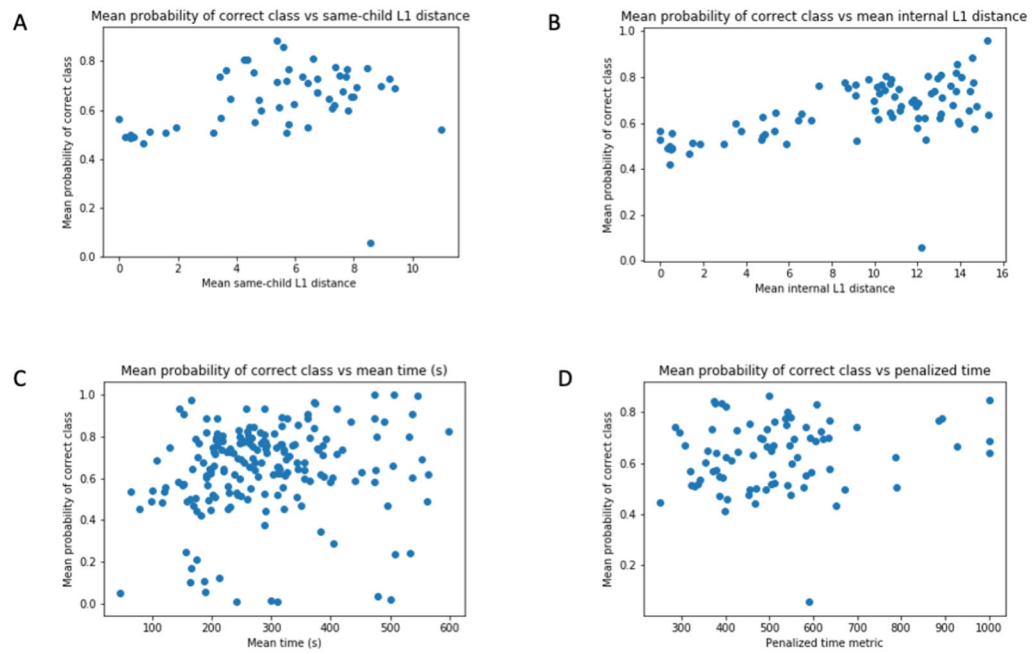 A
Mean probability of correct class vs same-child L1 distance
Mean probability of correct class
0.8
0.6
0.4
0.2
0.0
0 2 4 6 8 10
Mean same-child L1 distance
B
Mean probability of correct class vs mean internal L1 distance
Mean probability of correct class
1.0
0.8
0.6
0.4
0.2
0.0
0 2 4 6 8 10 12 14 16
Mean internal L1 distance
C
Mean probability of correct class vs mean time (s)
Mean probability of correct class
1.0
0.8
0.6
0.4
0.2
0.0
100 200 300 400 500 600
Mean time (s)
D
Mean probability of correct class vs penalized time
Mean probability of correct class
0.8
0.6
0.4
0.2
300 400 500 600 700 800 900 1000
Penalized time metric